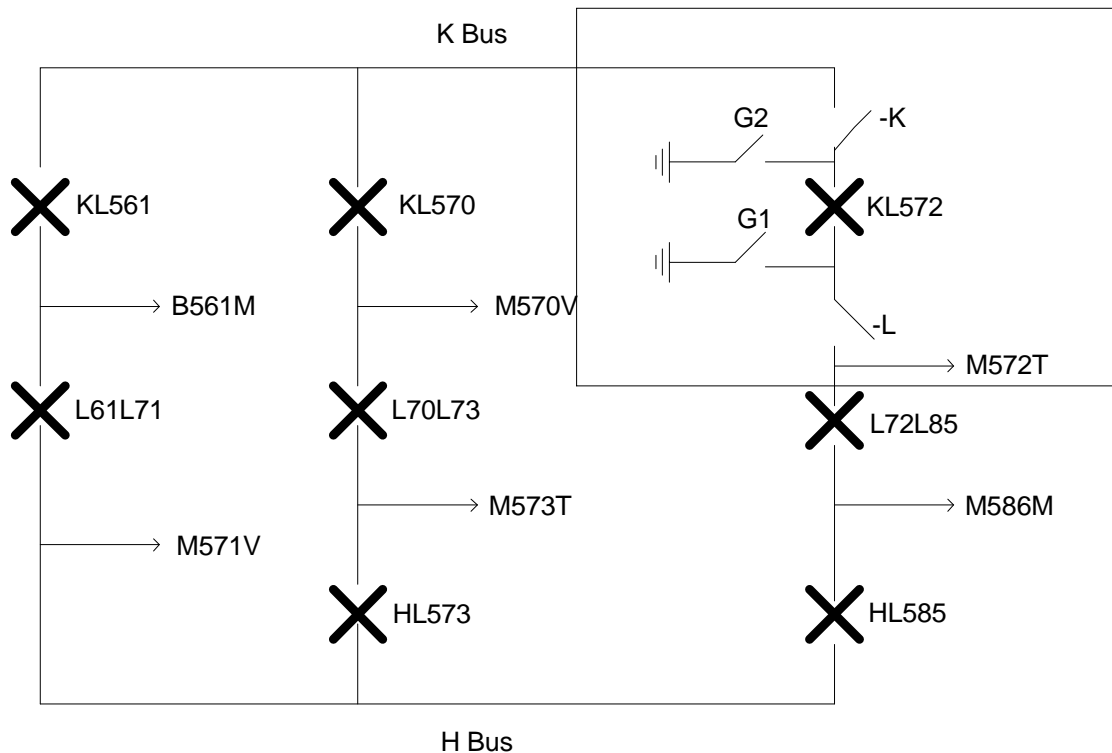 K Bus
G2
-K
KL561
KL570
KL572
G1
B561M
M570V
-L
M572T
L61L71
L70L73
L72L85
M573T
M586M
M571V
HL573
HL585
H Bus